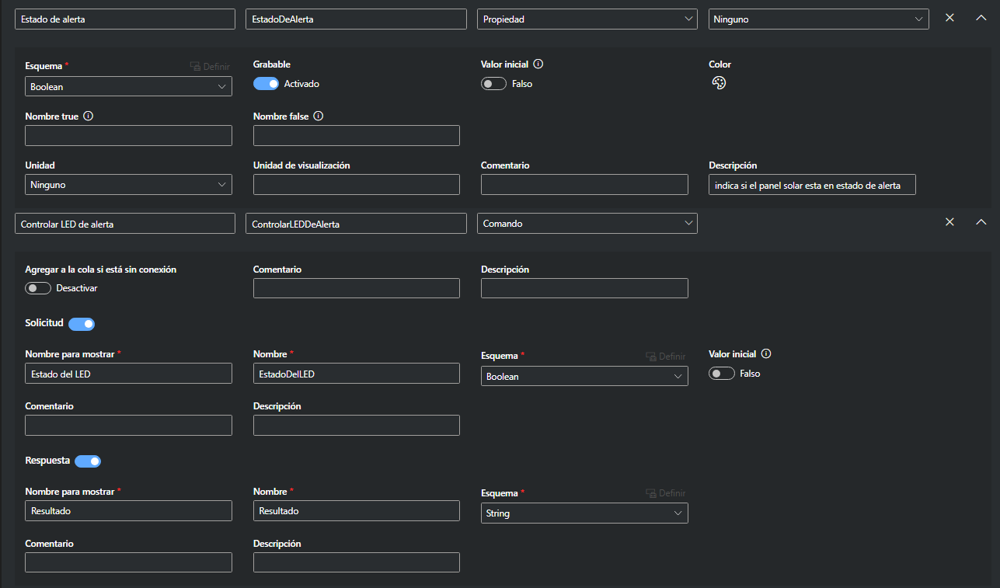 Estado de alerta EstadoDeAlerta Propiedad Ninguno
Esquema * Definir Grabable Valor inicial Color
Boolean Activado Falso
Nombre true Nombre false
Unidad Unidad de visualización Comentario Descripción
Ninguno indica si el panel solar esta en estado de alerta
Controlar LED de alerta ControlarLEDDeAlerta Comando
Agregar a la cola si está sin conexión Comentario Descripción
Desactivar
Solicitud
Nombre para mostrar * Nombre * Esquema * Definir Valor inicial
Estado del LED EstadoDelLED Boolean Falso
Comentario Descripción
Respuesta
Nombre para mostrar * Nombre * Esquema * Definir
Resultado Resultado String
Comentario Descripción